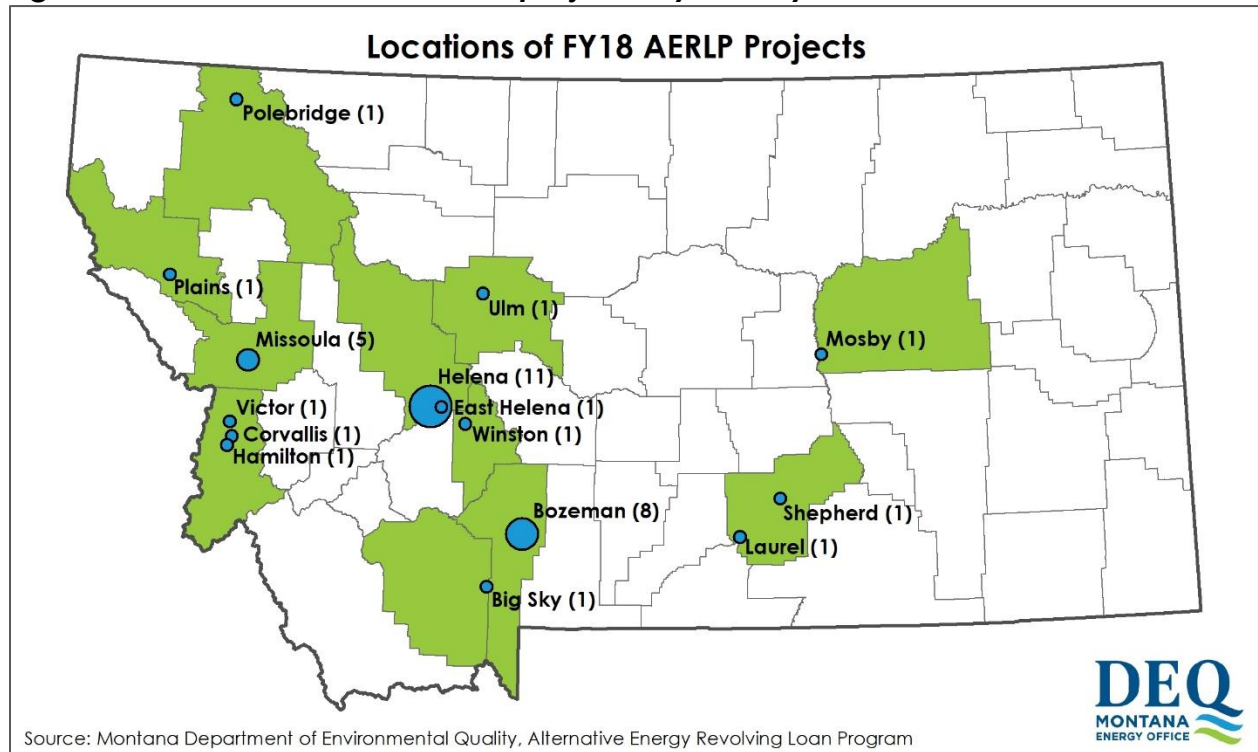 Locations of FY18 AERLP Projects
Polebridge (1)
Plains (1)
Ulm (1)
Missoula (5)
Mosby (1)
Helena (11)
East Helena (1)
Victor (1)
Winston (1)
Corvallis (1)
Hamilton (1)
Bozeman (8)
Shepherd (1)
Laurel (1)
Big Sky (1)
DEQ
MONTANA
ENERGY OFFICE
Source: Montana Department of Environmental Quality, Alternative Energy Revolving Loan Program